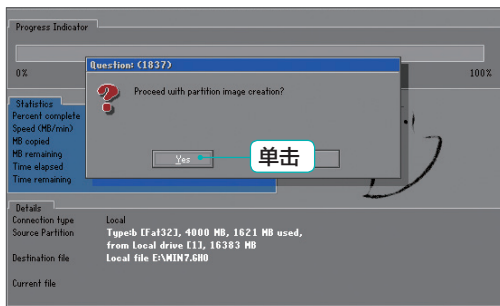 Progress Indicator
0%
100%
Question: (1837)
Proceed with partition image creation?
Yes
单击
Statistics
Percent complete
Speed (MB/min)
MB copied
MB remaining
Time elapsed
Time remaining
Details
Connection type Local
Source Partition Type:b [Fat32], 4000 MB, 1621 MB used,
from Local drive [1], 16383 MB
Destination file Local file E:\WIN7.GHO
Current file